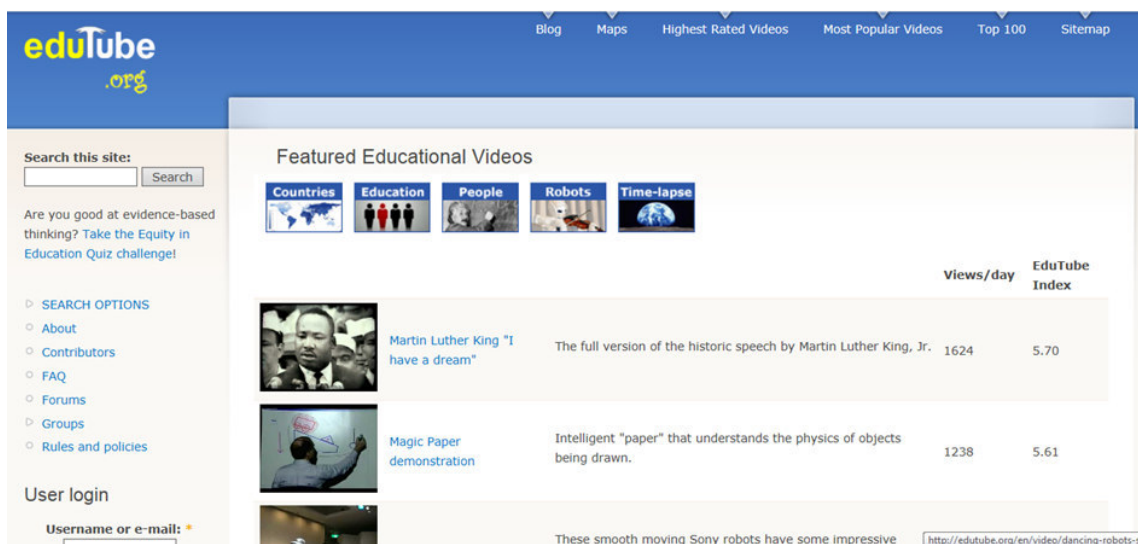 eduTube
.org
Blog Maps Highest Rated Videos Most Popular Videos Top 100 Sitemap
Search this site:
Search
Are you good at evidence-based
thinking? Take the Equity in
Education Quiz challenge!
SEARCH OPTIONS
About
Contributors
FAQ
Forums
Groups
Rules and policies
User login
Username or e-mail: *
Featured Educational Videos
Countries Education People Robots Time-lapse
Views/day EduTube
Index
Martin Luther King "I
have a dream"
The full version of the historic speech by Martin Luther King, Jr. 1624 5.70
Magic Paper
demonstration
Intelligent "paper" that understands the physics of objects
being drawn.
1238 5.61
These smooth moving Sony robots have some impressive
http://edutube.org/en/video/dancing-robots-s